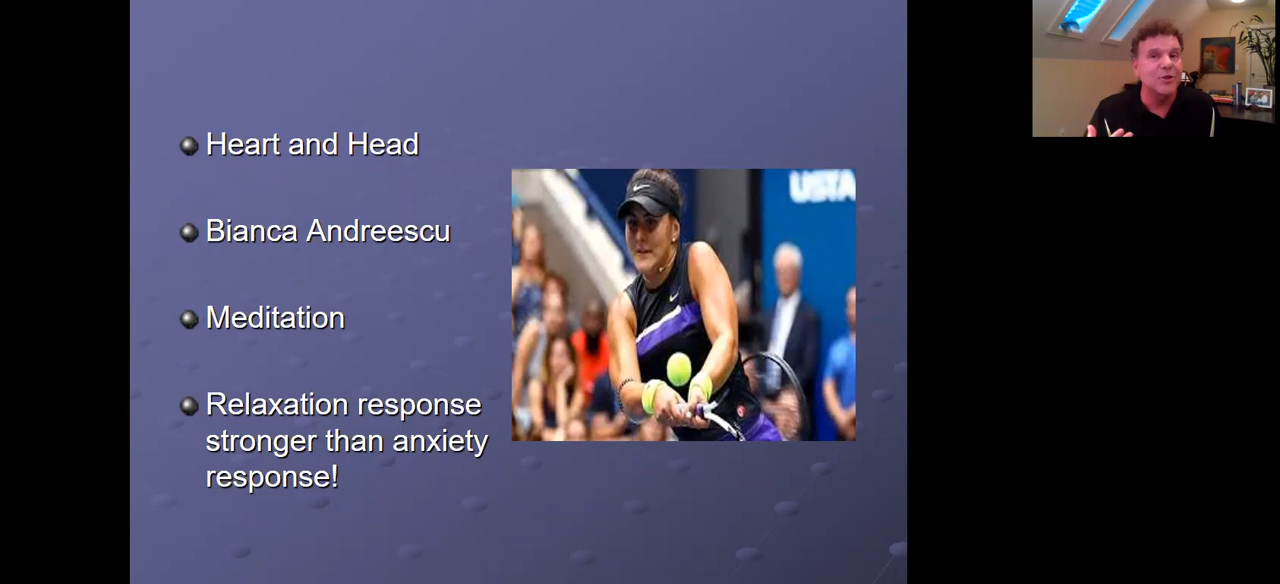 Heart and Head
Bianca Andreescu
Meditation
Relaxation response
stronger than anxiety
response!
USTA